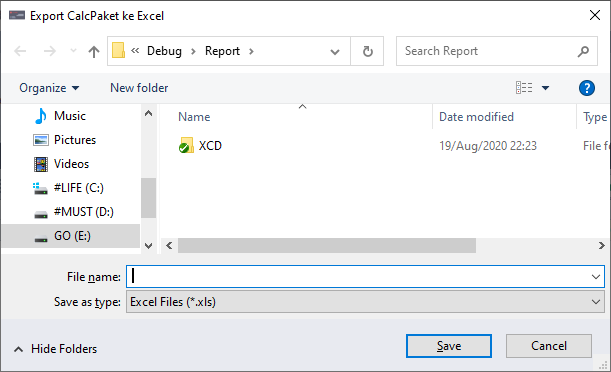 Export CalcPaket ke Excel
« Debug > Report >
Search Report
Organize
New folder
?
Name
Date modified
Type
Music
Pictures
Videos
#LIFE (C:)
#MUST (D:)
GO (E:)
XCD
19/Aug/2020 22:23
File f
File name:
Save as type:
Excel Files (*.xls)
Hide Folders
Save
Cancel